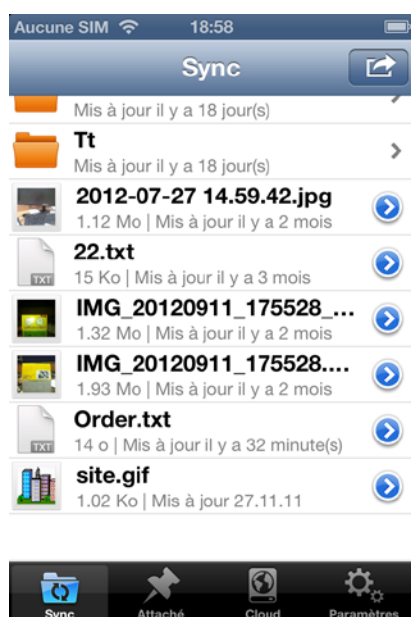 Aucune SIM 18:58
Sync
Mis à jour il y a 18 jour(s)
Tt
Mis à jour il y a 18 jour(s)
2012-07-27 14.59.42.jpg
1.12 Mo | Mis à jour il y a 2 mois
22.txt
15 Ko | Mis à jour il y a 3 mois
TXT
IMG_20120911_175528_...
1.32 Mo | Mis à jour il y a 2 mois
IMG_20120911_175528....
1.93 Mo | Mis à jour il y a 2 mois
Order.txt
14 o | Mis à jour il y a 32 minute(s)
TXT
site.gif
1.02 Ko | Mis à jour 27.11.11
Sync Attaché Cloud Paramètres